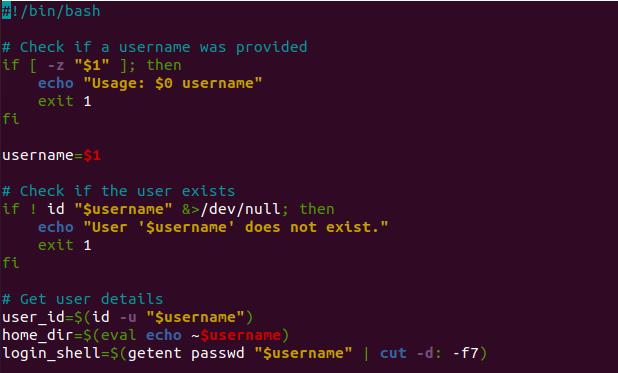 #!/bin/bash

# Check if a username was provided
if [ -z "$1" ]; then
    echo "Usage: $0 username"
    exit 1
fi

username=$1

# Check if the user exists
if ! id "$username" &>/dev/null; then
    echo "User '$username' does not exist."
    exit 1
fi

# Get user details
user_id=$(id -u "$username")
home_dir=$(eval echo ~$username)
login_shell=$(getent passwd "$username" | cut -d: -f7)